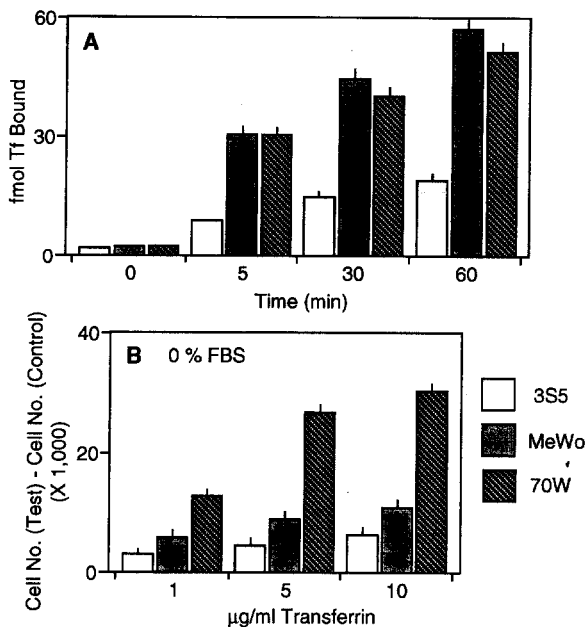 A
60
30
0
fmol Tf Bound
0 5 30 60
Time (min)
B 0 % FBS
40
20
0
Cell No. (Test) - Cell No. (Control)
(X 1,000)
1 5 10
µg/ml Transferrin
3S5
MeWo
70W